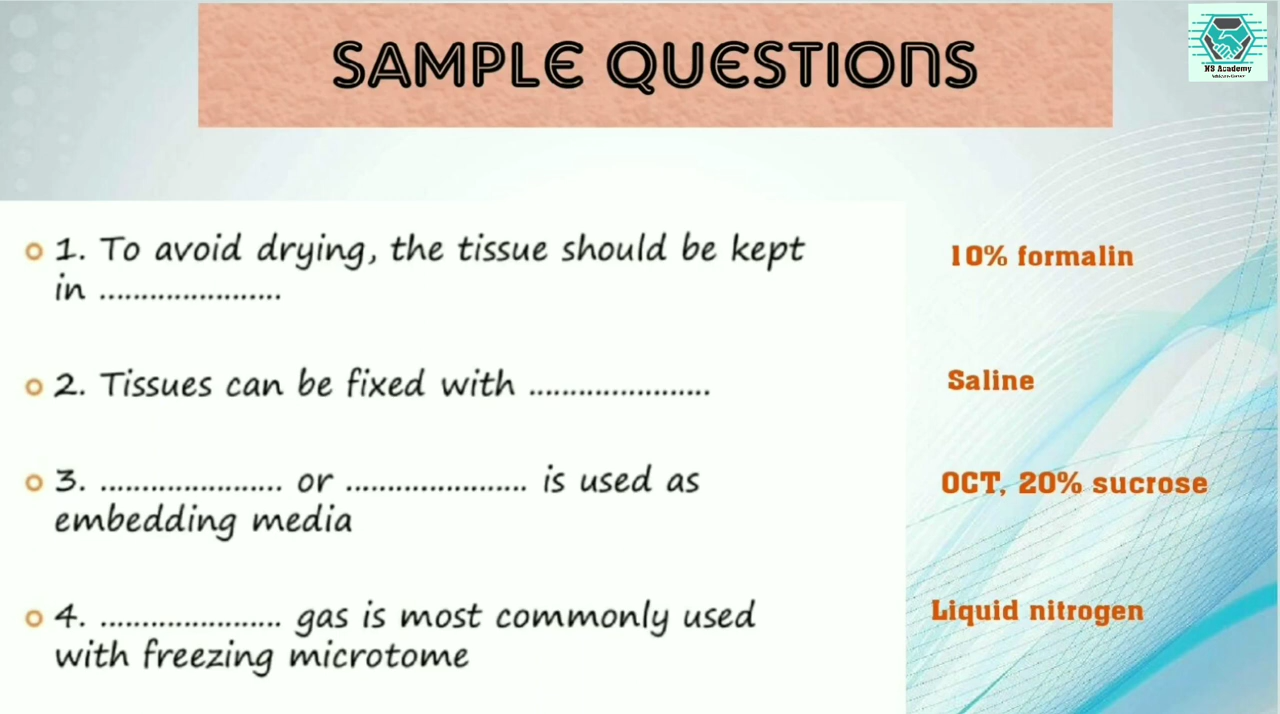 SAMPLE QUESTIONS
NS Academy
1. To avoid drying, the tissue should be kept
in ......................
10% formalin
2. Tissues can be fixed with ......................
Saline
3. ...................... or ...................... is used as
embedding media
OCT, 20% sucrose
4. ...................... gas is most commonly used
with freezing microtome
Liquid nitrogen